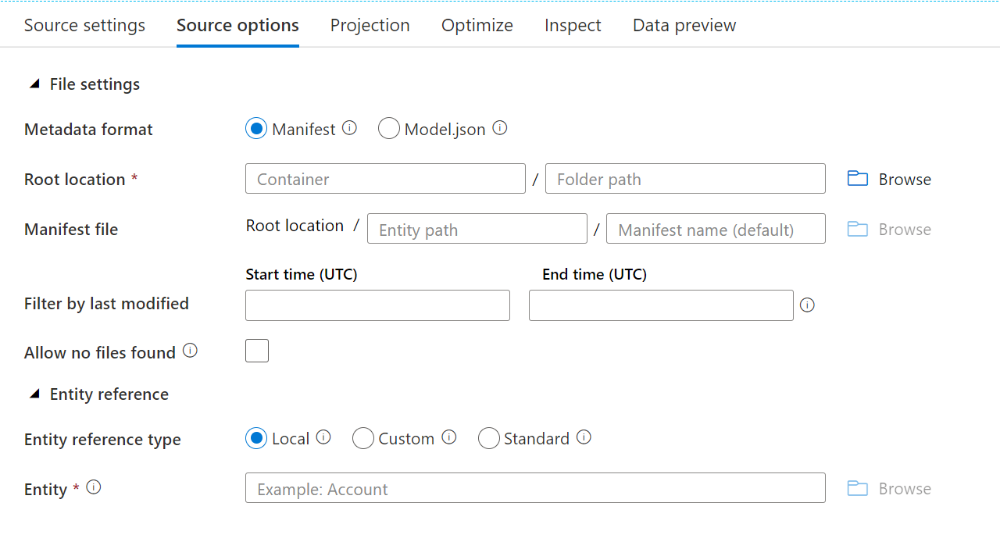 Source settings Source options Projection Optimize Inspect Data preview
File settings
Metadata format Manifest Model.json
Root location * Container / Folder path Browse
Manifest file Root location / Entity path / Manifest name (default) Browse
Start time (UTC) End time (UTC)
Filter by last modified
Allow no files found
Entity reference
Entity reference type Local Custom Standard
Entity * Example: Account Browse